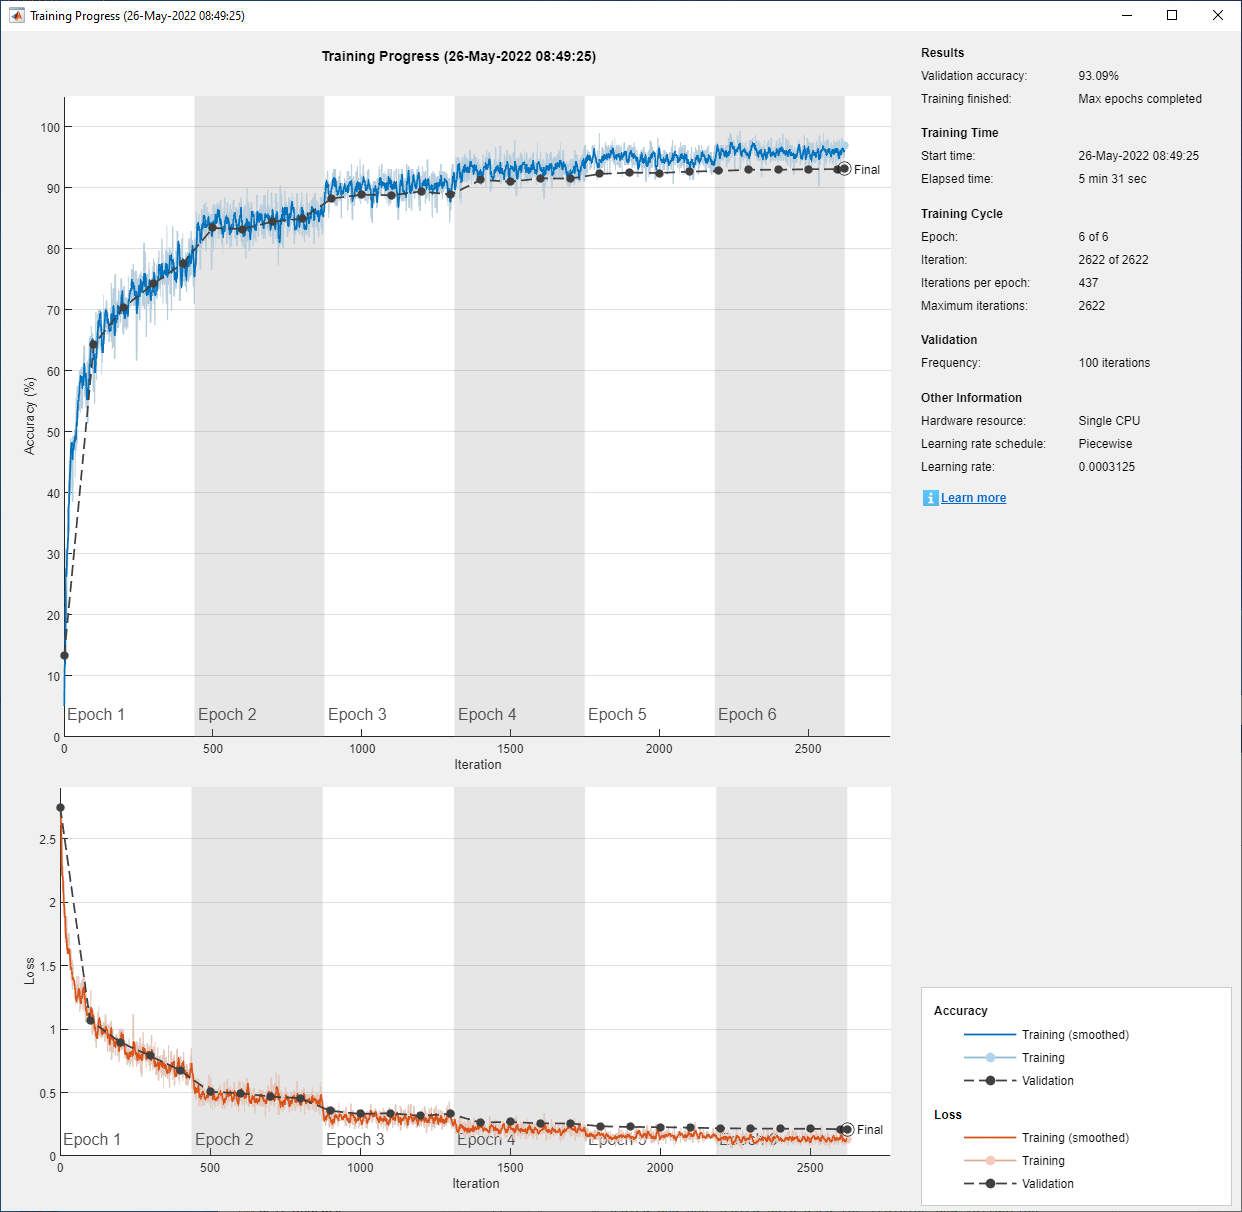 Training Progress (26-May-2022 08:49:25)
Training Progress (26-May-2022 08:49:25)
Accuracy (%)
100
90
80
70
60
50
40
30
20
10
0
Final
Epoch 1
Epoch 2
Epoch 3
Epoch 4
Epoch 5
Epoch 6
0
500
1000
1500
2000
2500
Iteration
Loss
2.5
2
1.5
1
0.5
0
Final
Epoch 1
Epoch 2
Epoch 3
Epoch 4
0
500
1000
1500
2000
2500
Iteration
Results
Validation accuracy: 93.09%
Training finished: Max epochs completed
Training Time
Start time: 26-May-2022 08:49:25
Elapsed time: 5 min 31 sec
Training Cycle
Epoch: 6 of 6
Iteration: 2622 of 2622
Iterations per epoch: 437
Maximum iterations: 2622
Validation
Frequency: 100 iterations
Other Information
Hardware resource: Single CPU
Learning rate schedule: Piecewise
Learning rate: 0.0003125
Learn more
Accuracy
Training (smoothed)
Training
Validation
Loss
Training (smoothed)
Training
Validation